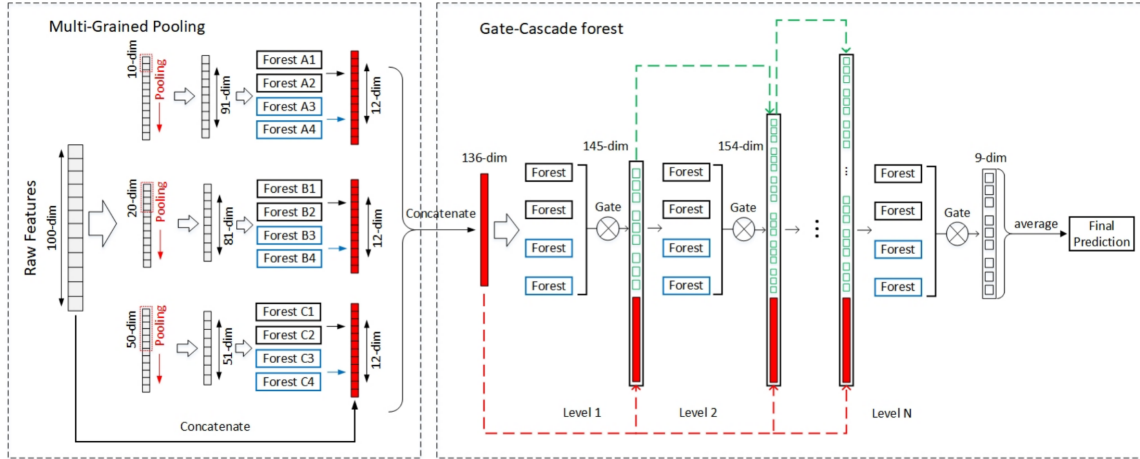 Multi-Grained Pooling
Raw Features
100-dim
10-dim
Pooling
91-dim
Forest A1
Forest A2
Forest A3
Forest A4
12-dim
20-dim
Pooling
81-dim
Forest B1
Forest B2
Forest B3
Forest B4
12-dim
50-dim
Pooling
51-dim
Forest C1
Forest C2
Forest C3
Forest C4
12-dim
Concatenate
Concatenate
Gate-Cascade forest
136-dim
Forest
Forest
Forest
Forest
Gate
145-dim
Level 1
Forest
Forest
Forest
Forest
Gate
154-dim
Level 2
...
...
Forest
Forest
Forest
Forest
Gate
Level N
9-dim
average
Final
Prediction